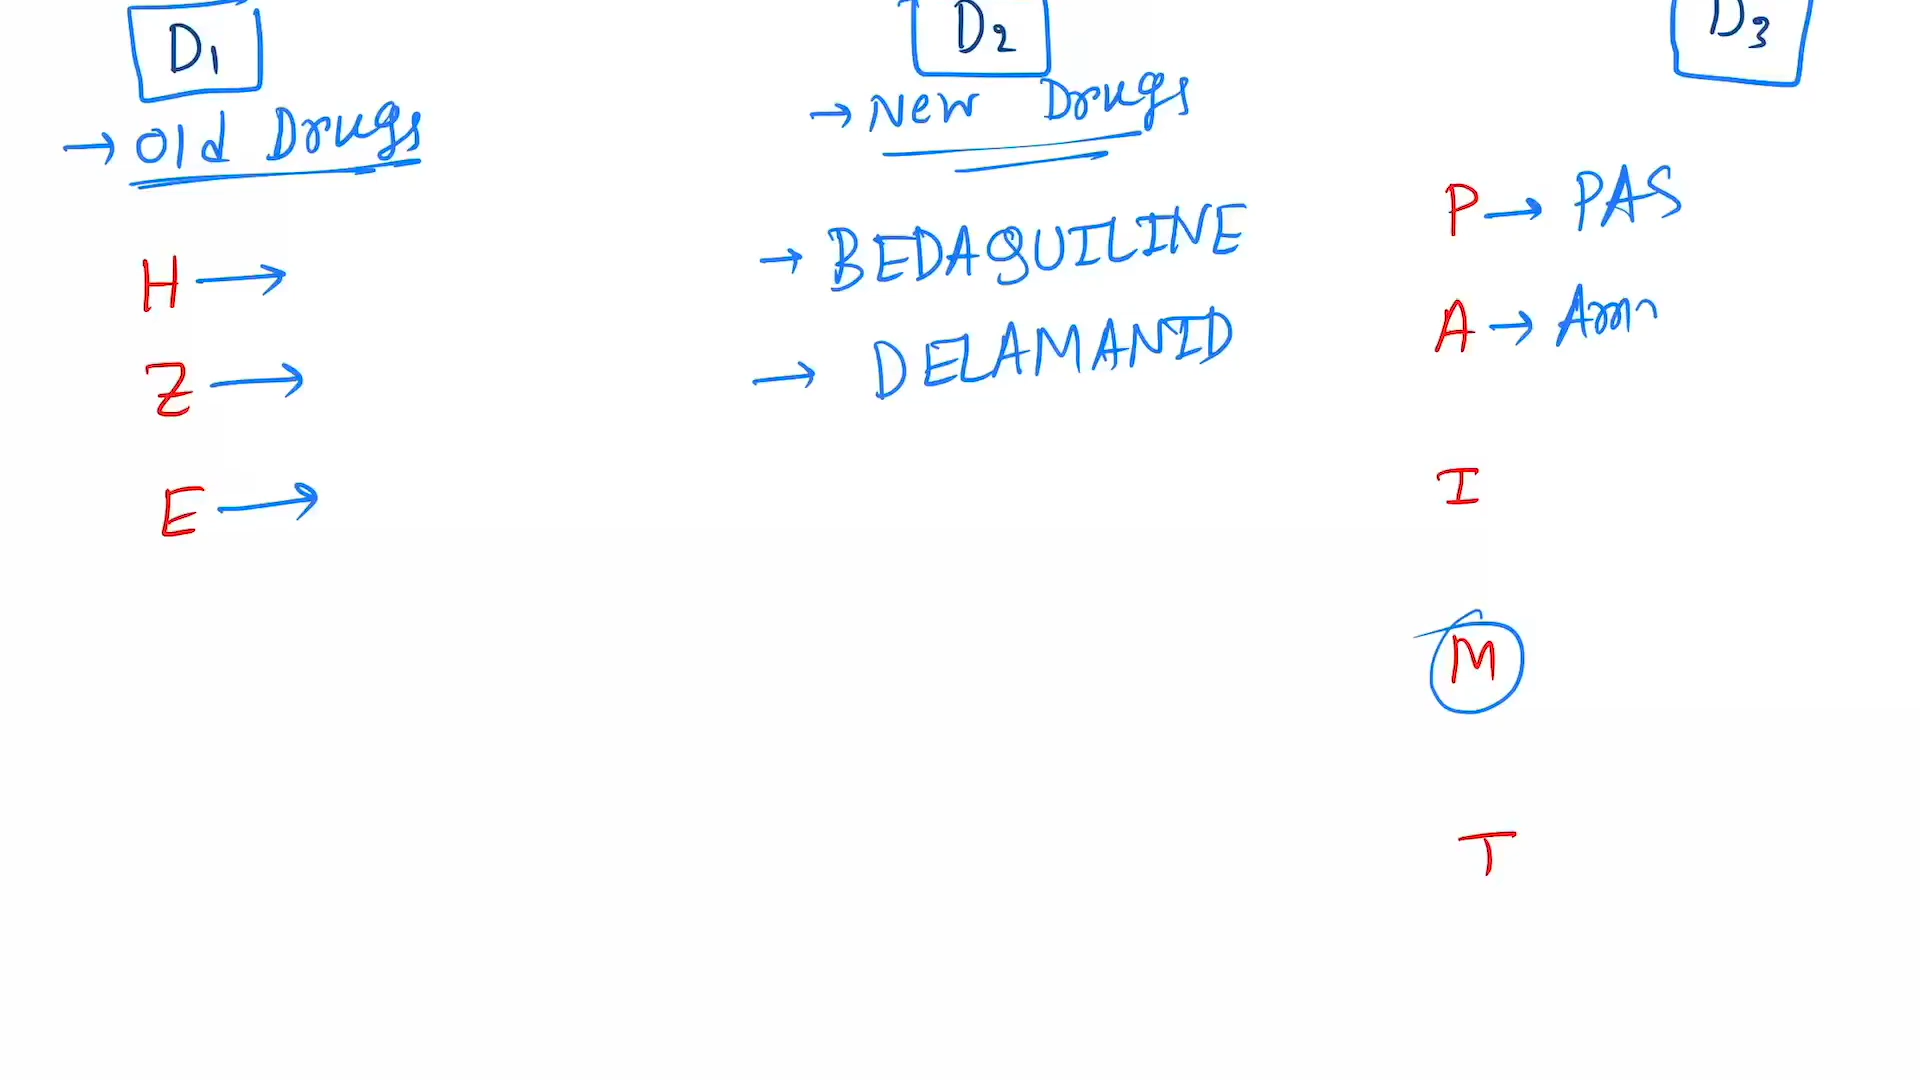 D1
→ Old Drugs
H →
Z →
E →
D2
→ New Drugs
→ BEDAQUILINE
→ DELAMANID
D3
P → PAS
A → Am
I
M
T